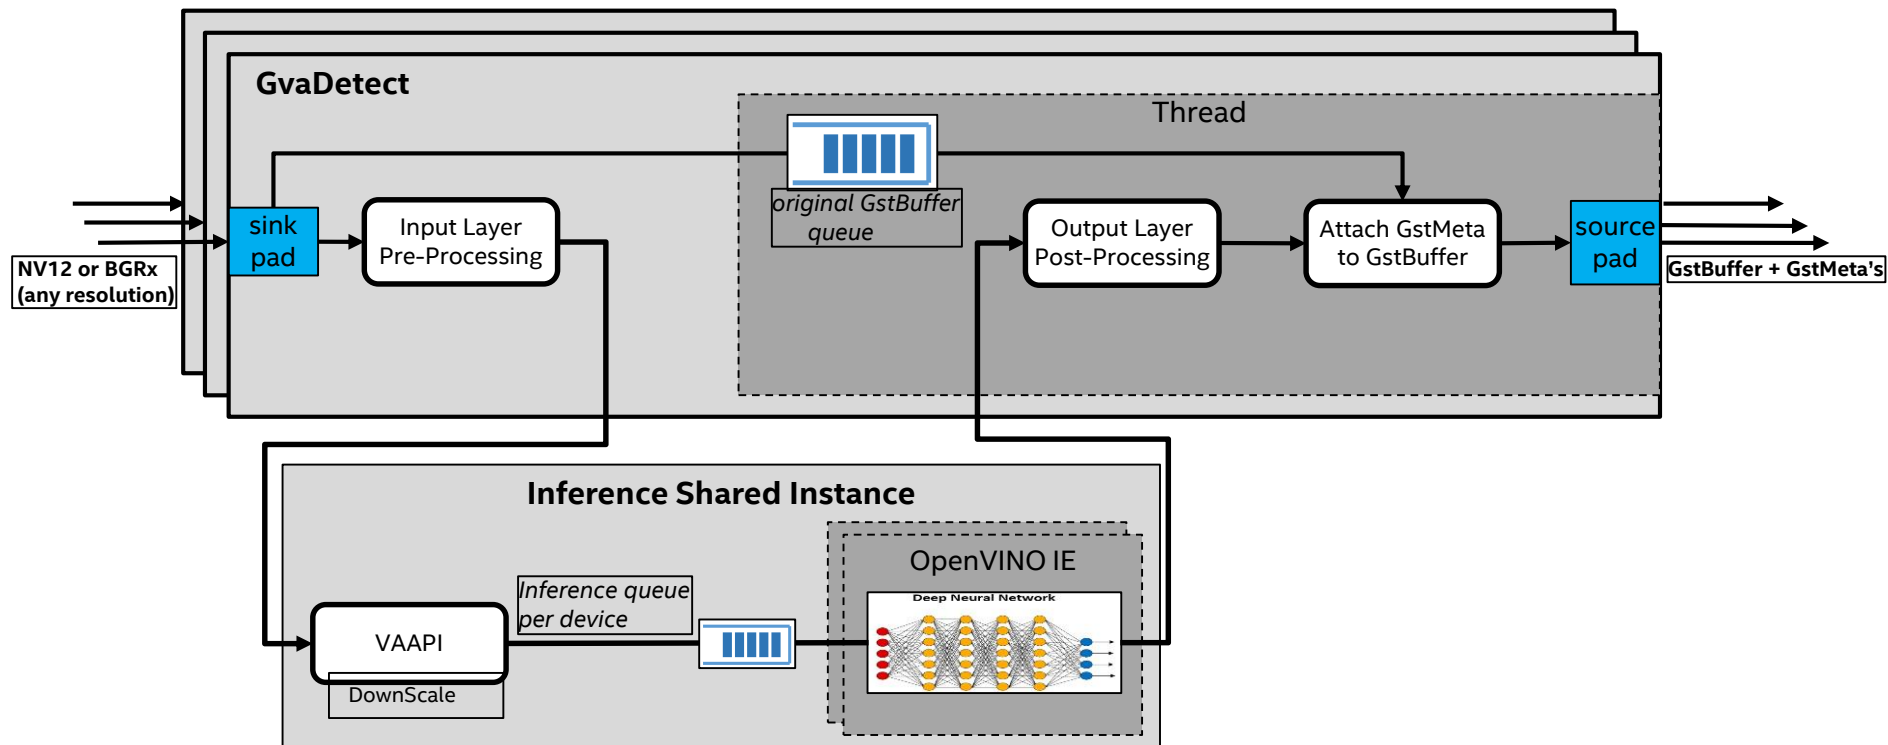 GvaDetect
Thread
original GstBuffer
queue
sink
pad
Input Layer
Pre-Processing
Output Layer
Post-Processing
Attach GstMeta
to GstBuffer
source
pad
NV12 or BGRx
(any resolution)
GstBuffer + GstMeta's
Inference Shared Instance
OpenVINO IE
Deep Neural Network
Inference queue
per device
VAAPI
DownScale